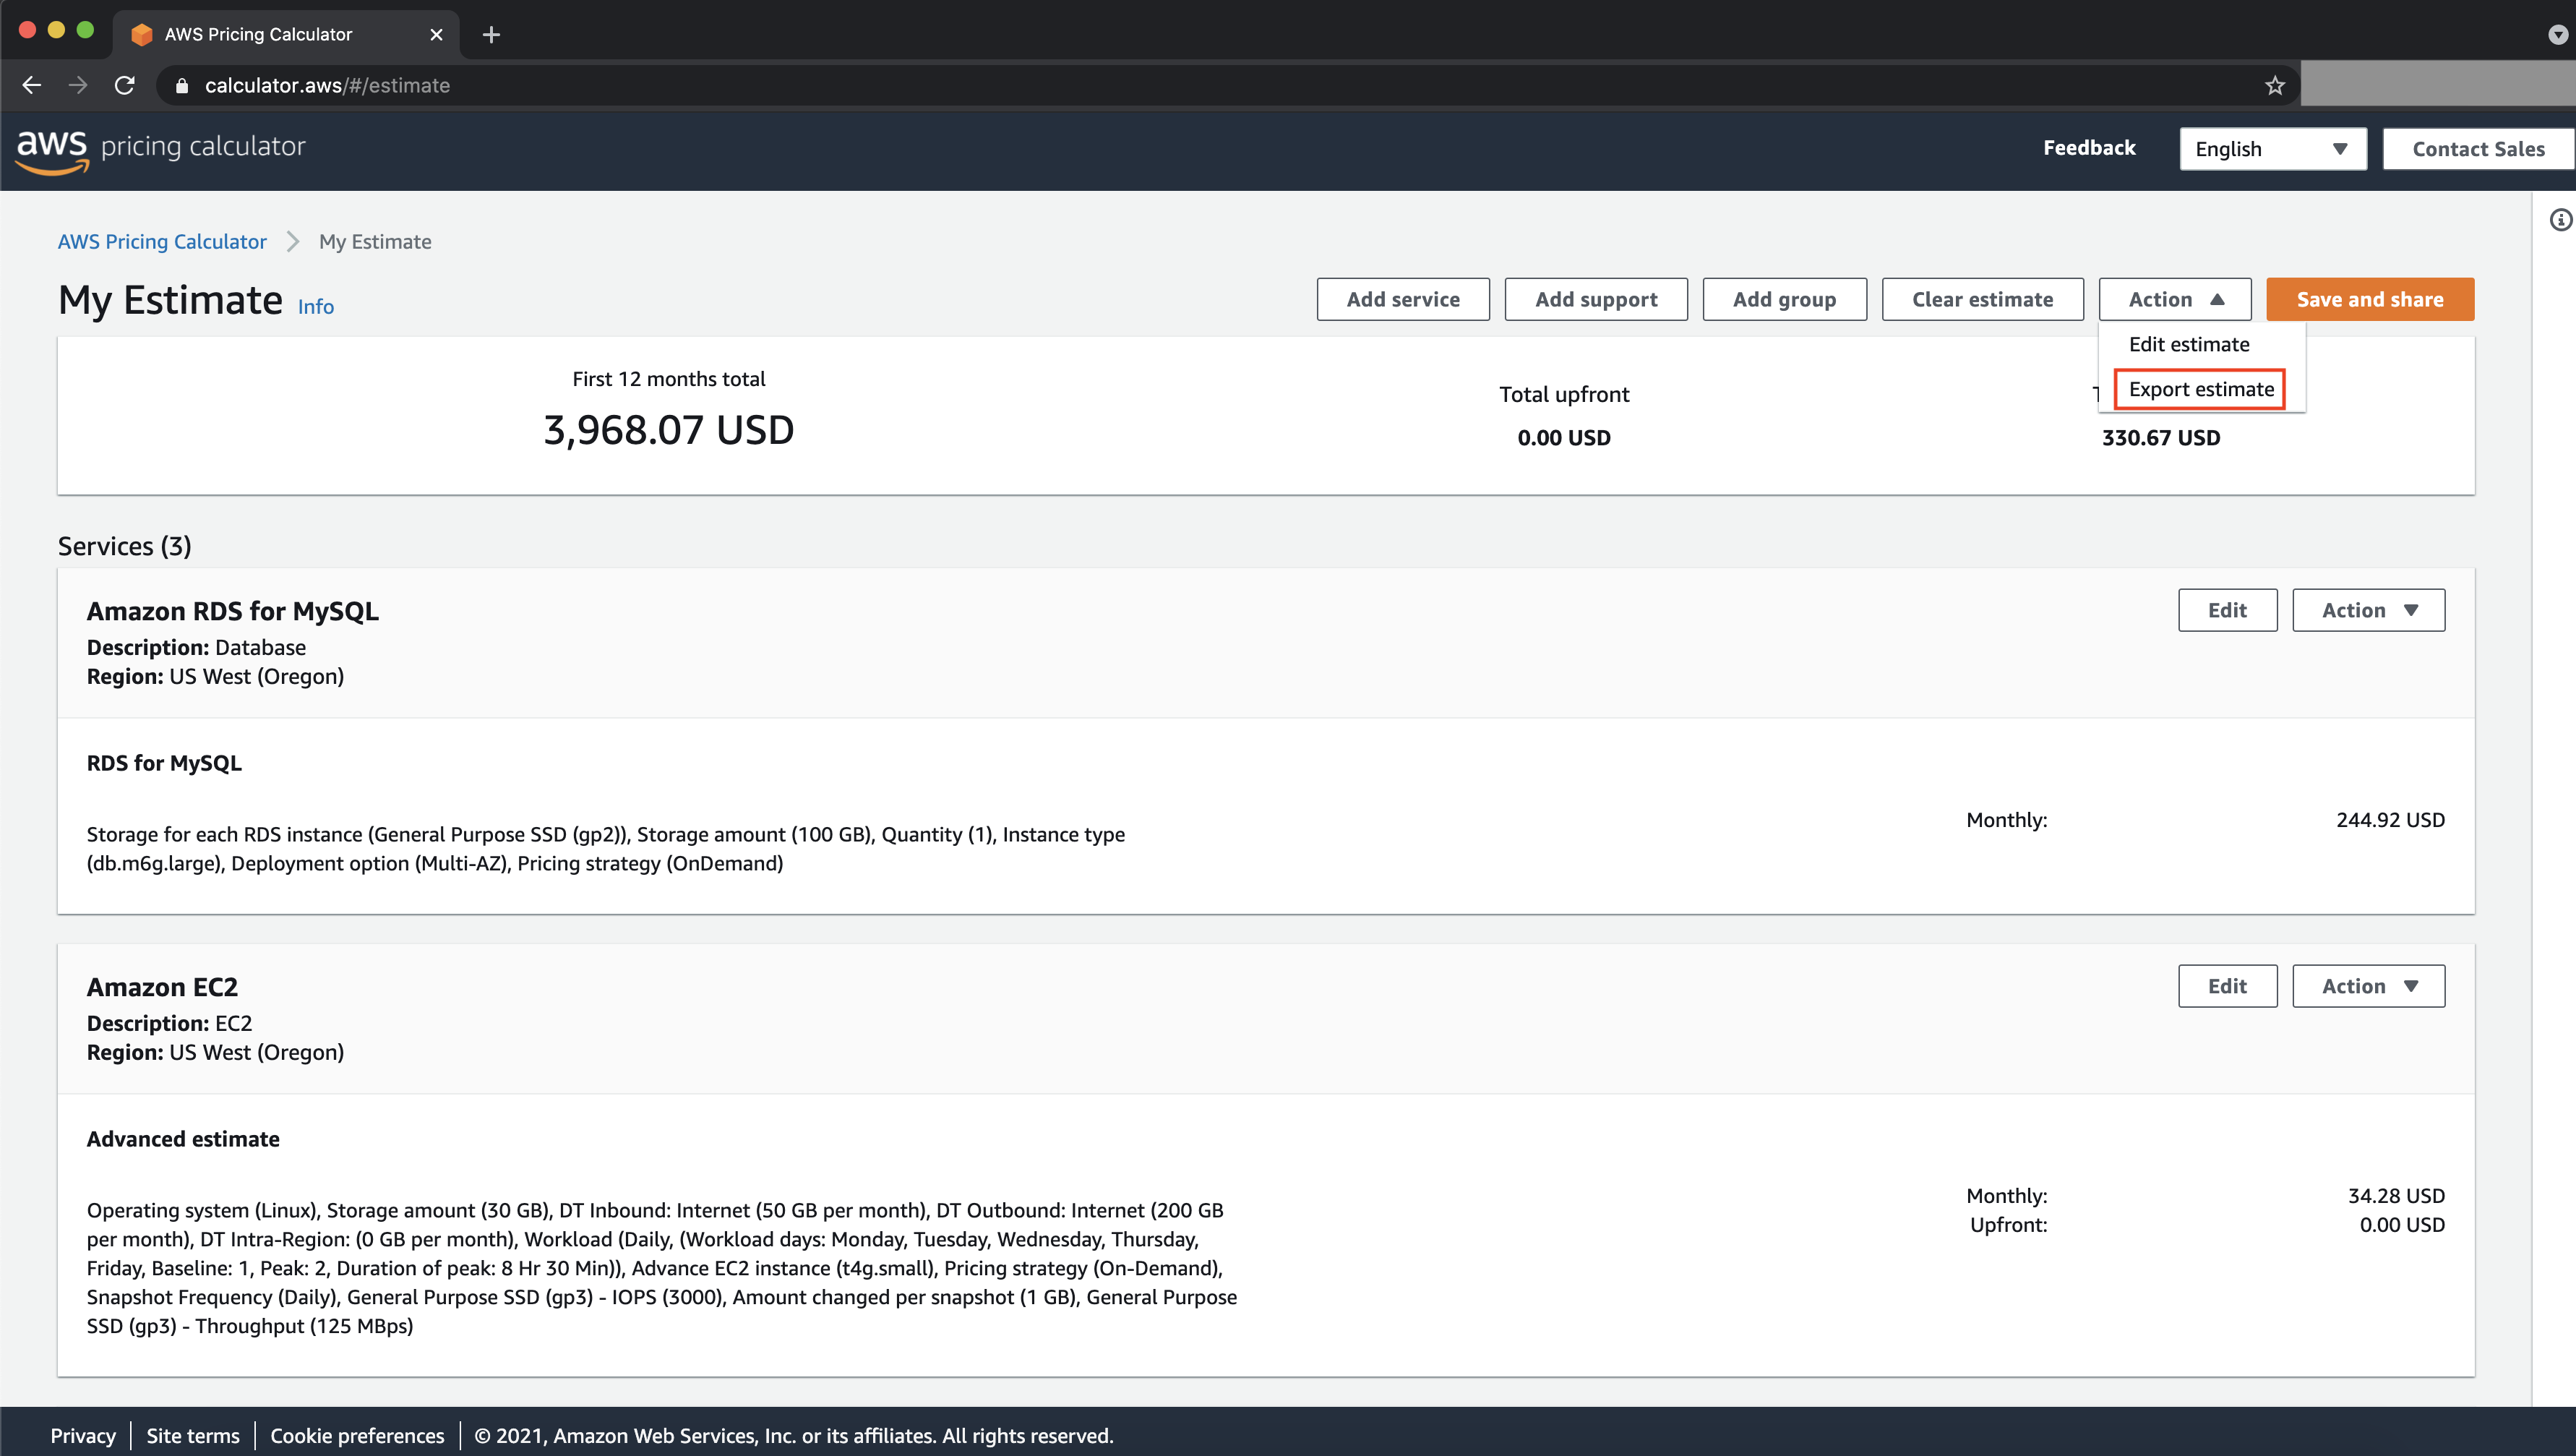 AWS Pricing Calculator
calculator.aws/#/estimate
aws pricing calculator
Feedback
English
Contact Sales
AWS Pricing Calculator
My Estimate
My Estimate Info
Add service
Add support
Add group
Clear estimate
Action
Save and share
Edit estimate
Export estimate
First 12 months total
3,968.07 USD
Total upfront
0.00 USD
330.67 USD
Services (3)
Amazon RDS for MySQL
Edit
Action
Description: Database
Region: US West (Oregon)
RDS for MySQL
Storage for each RDS instance (General Purpose SSD (gp2)), Storage amount (100 GB), Quantity (1), Instance type
(db.m6g.large), Deployment option (Multi-AZ), Pricing strategy (OnDemand)
Monthly: 244.92 USD
Amazon EC2
Edit
Action
Description: EC2
Region: US West (Oregon)
Advanced estimate
Operating system (Linux), Storage amount (30 GB), DT Inbound: Internet (50 GB per month), DT Outbound: Internet (200 GB
per month), DT Intra-Region: (0 GB per month), Workload (Daily, (Workload days: Monday, Tuesday, Wednesday, Thursday,
Friday, Baseline: 1, Peak: 2, Duration of peak: 8 Hr 30 Min)), Advance EC2 instance (t4g.small), Pricing strategy (On-Demand),
Snapshot Frequency (Daily), General Purpose SSD (gp3) - IOPS (3000), Amount changed per snapshot (1 GB), General Purpose
SSD (gp3) - Throughput (125 MBps)
Monthly: 34.28 USD
Upfront: 0.00 USD
Privacy
Site terms
Cookie preferences
© 2021, Amazon Web Services, Inc. or its affiliates. All rights reserved.